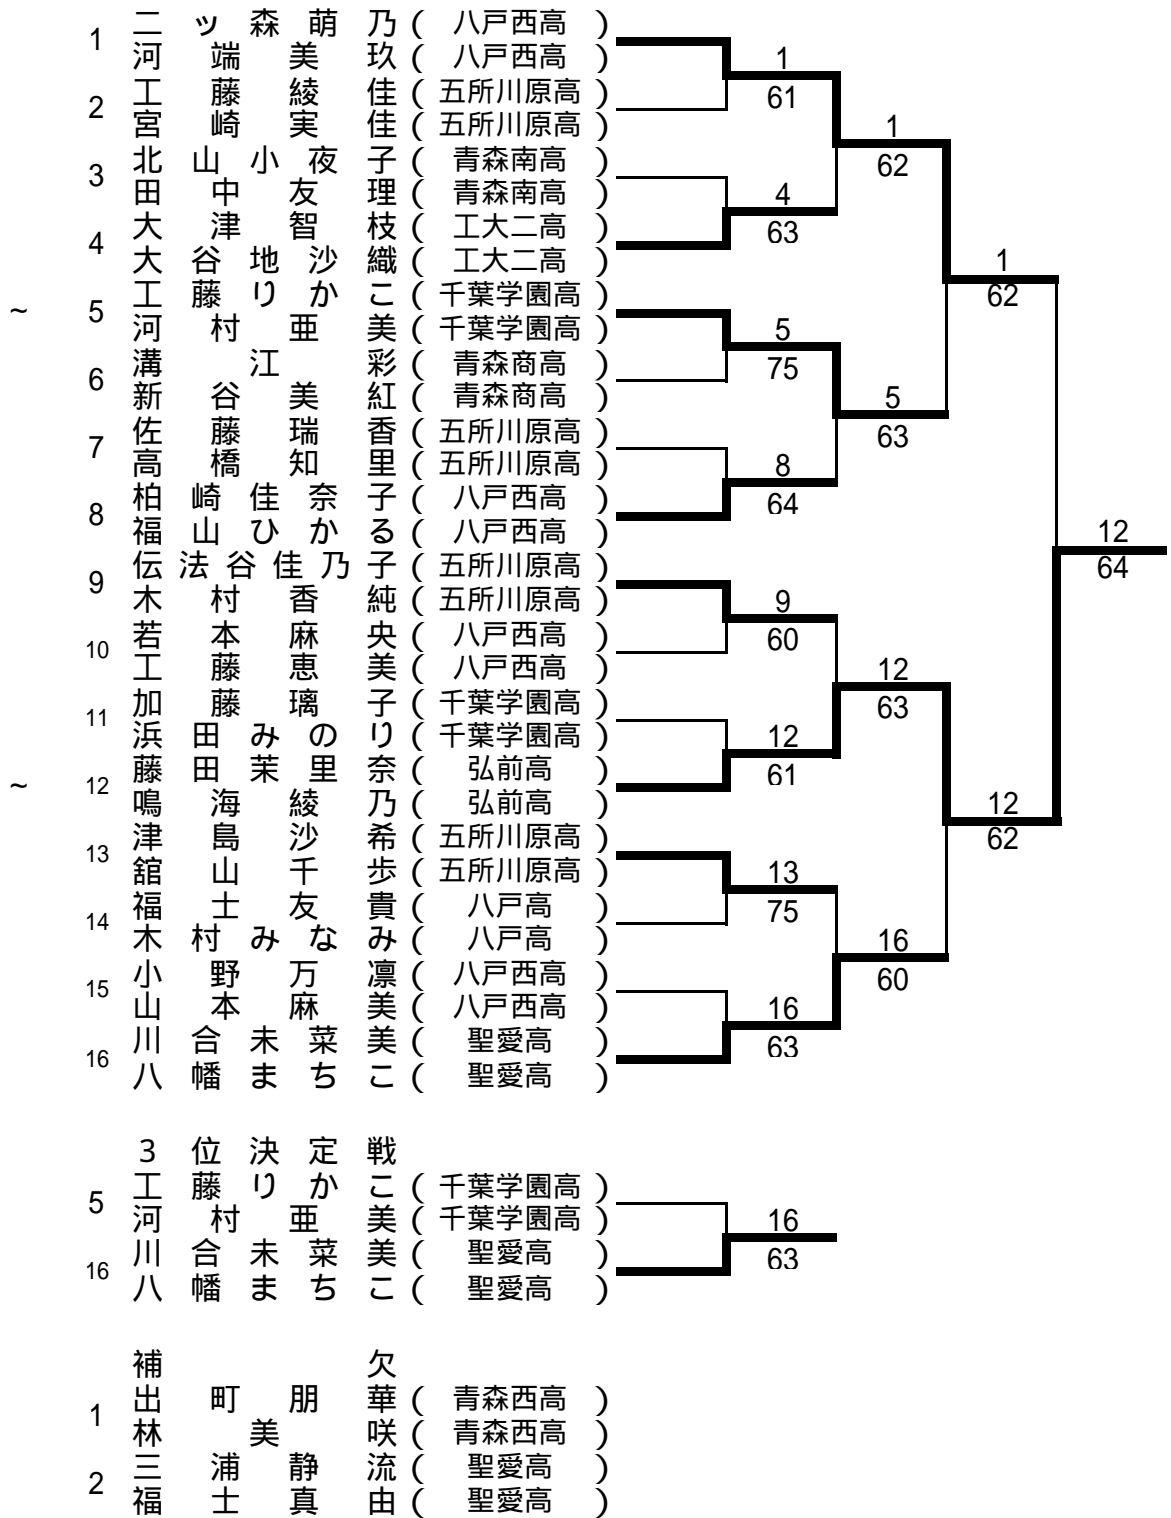 1 二ッ森萌乃 ( 八戸西高 )
河端美玖 ( 八戸西高 )
2 工藤綾佳 ( 五所川原高 )
宮崎実佳 ( 五所川原高 )
3 北山小夜子 ( 青森南高 )
田中友理 ( 青森南高 )
4 大津智枝 ( 工大二高 )
大谷地沙織 ( 工大二高 )
~ 5 工藤りかこ ( 千葉学園高 )
河村亜美 ( 千葉学園高 )
6 溝江彩 ( 青森商高 )
新谷美紅 ( 青森商高 )
7 佐藤瑞香 ( 五所川原高 )
高橋知里 ( 五所川原高 )
8 柏崎佳奈子 ( 八戸西高 )
福山ひかる ( 八戸西高 )
9 伝法谷佳乃子 ( 五所川原高 )
木村香純 ( 五所川原高 )
10 若本麻央 ( 八戸西高 )
工藤恵美 ( 八戸西高 )
11 加藤璃子 ( 千葉学園高 )
浜田みのり ( 千葉学園高 )
~ 12 藤田茉里奈 ( 弘前高 )
鳴海綾乃 ( 弘前高 )
13 津島沙希 ( 五所川原高 )
舘山千歩 ( 五所川原高 )
14 福士友貴 ( 八戸高 )
木村みなみ ( 八戸高 )
15 小野万凛 ( 八戸西高 )
山本麻美 ( 八戸西高 )
16 川合未菜美 ( 聖愛高 )
八幡まちこ ( 聖愛高 )
1
61
4
63
5
75
8
64
9
60
12
61
13
75
16
63
1
62
5
63
12
63
16
60
1
62
12
62
12
64
3位決定戦
5 工藤りかこ ( 千葉学園高 )
河村亜美 ( 千葉学園高 )
16 川合未菜美 ( 聖愛高 )
八幡まちこ ( 聖愛高 )
16
63
補欠
1 出町朋華 ( 青森西高 )
林美咲 ( 青森西高 )
2 三浦静流 ( 聖愛高 )
福士真由 ( 聖愛高 )